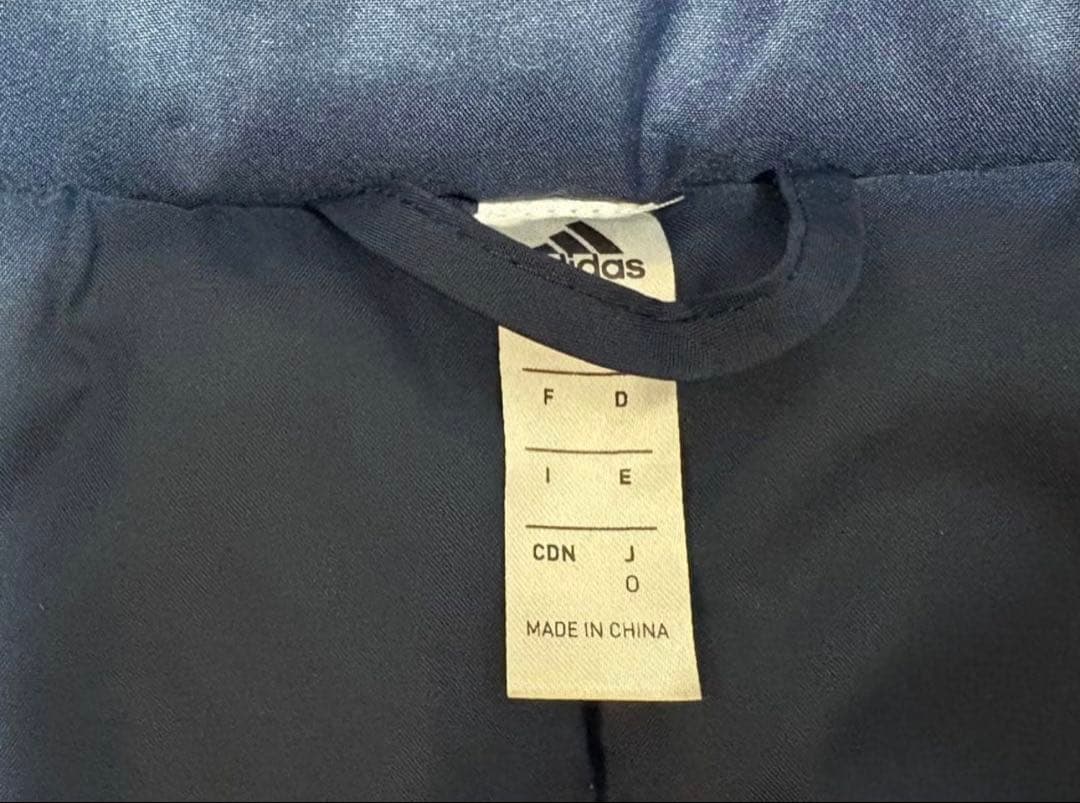 adidas
F D
I E
CDN J
O
MADE IN CHINA